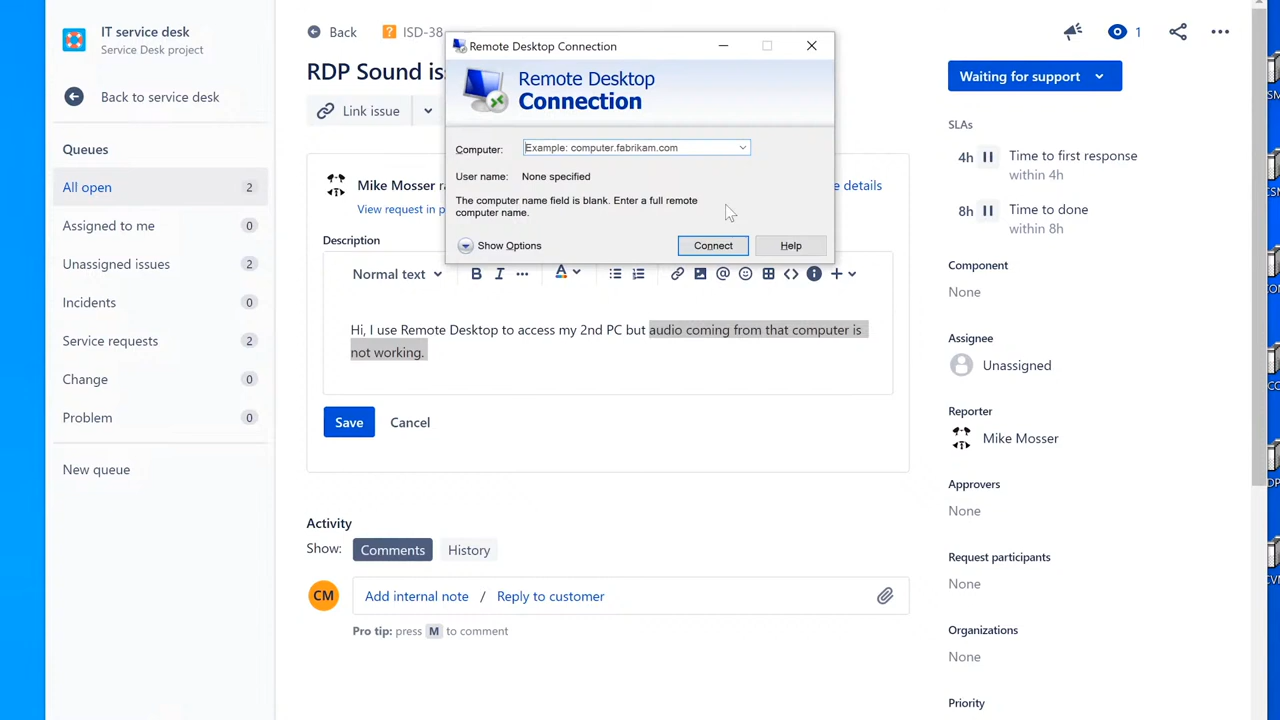 IT service desk
Service Desk project
Back to service desk
Queues
All open 2
Assigned to me 0
Unassigned issues 2
Incidents 0
Service requests 2
Change 0
Problem 0
New queue
Back
ISD-38
RDP Sound is
Link issue
Mike Mosser
View request in p
e details
Description
Normal text
Hi, I use Remote Desktop to access my 2nd PC but audio coming from that computer is
not working.
Save Cancel
Activity
Show: Comments History
CM Add internal note / Reply to customer
Pro tip: press M to comment
Remote Desktop Connection
Remote Desktop
Connection
Computer: Example: computer.fabrikam.com
User name: None specified
The computer name field is blank. Enter a full remote
computer name.
Show Options Connect Help
1
Waiting for support
SLAs
4h Time to first response
within 4h
8h Time to done
within 8h
Component
None
Assignee
Unassigned
Reporter
Mike Mosser
Approvers
None
Request participants
None
Organizations
None
Priority